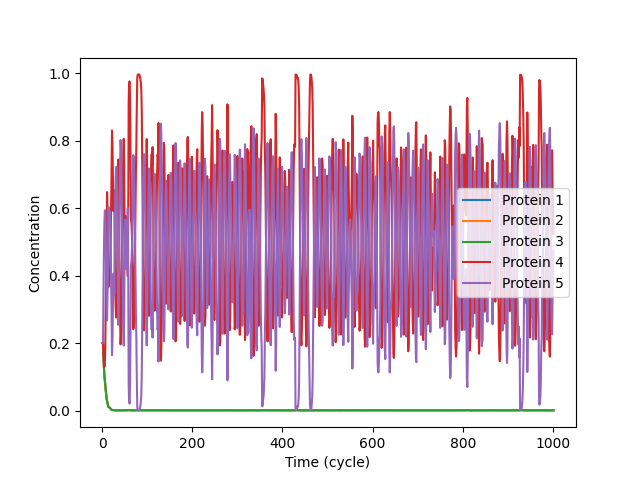 1.0
0.8
0.6
0.4
0.2
0.0
Concentration
Protein 1
Protein 2
Protein 3
Protein 4
Protein 5
0
200
400
600
800
1000
Time (cycle)